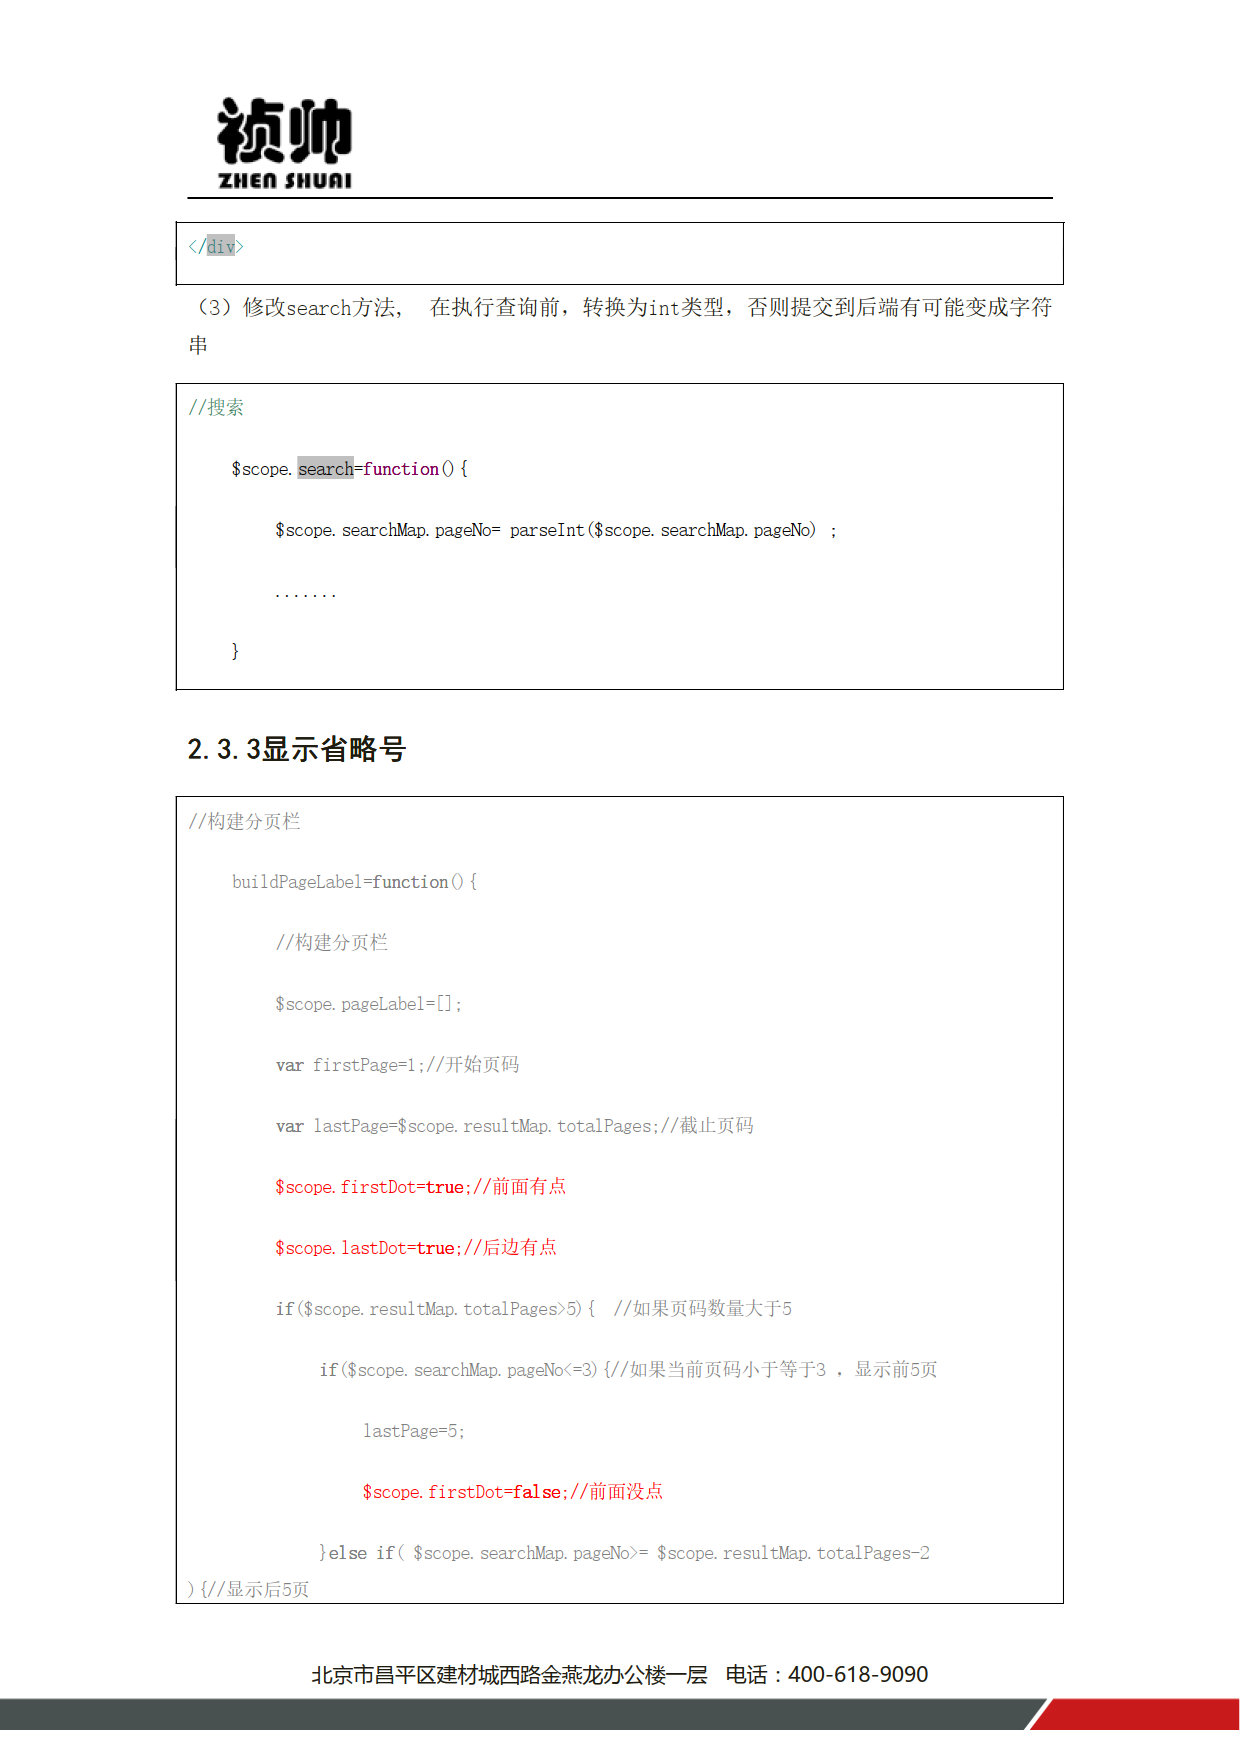 祯帅
ZHEN SHUAI
</div>
（3）修改search方法， 在执行查询前，转换为int类型，否则提交到后端有可能变成字符
串
//搜索
$scope.search=function(){
$scope.searchMap.pageNo= parseInt($scope.searchMap.pageNo) ;
.......
}
2.3.3显示省略号
//构建分页栏
buildPageLabel=function(){
//构建分页栏
$scope.pageLabel=[];
var firstPage=1;//开始页码
var lastPage=$scope.resultMap.totalPages;//截止页码
$scope.firstDot=true;//前面有点
$scope.lastDot=true;//后边有点
if($scope.resultMap.totalPages>5){ //如果页码数量大于5
if($scope.searchMap.pageNo<=3){//如果当前页码小于等于3 ，显示前5页
lastPage=5;
$scope.firstDot=false;//前面没点
}else if( $scope.searchMap.pageNo>= $scope.resultMap.totalPages-2
){//显示后5页
北京市昌平区建材城西路金燕龙办公楼一层 电话：400-618-9090